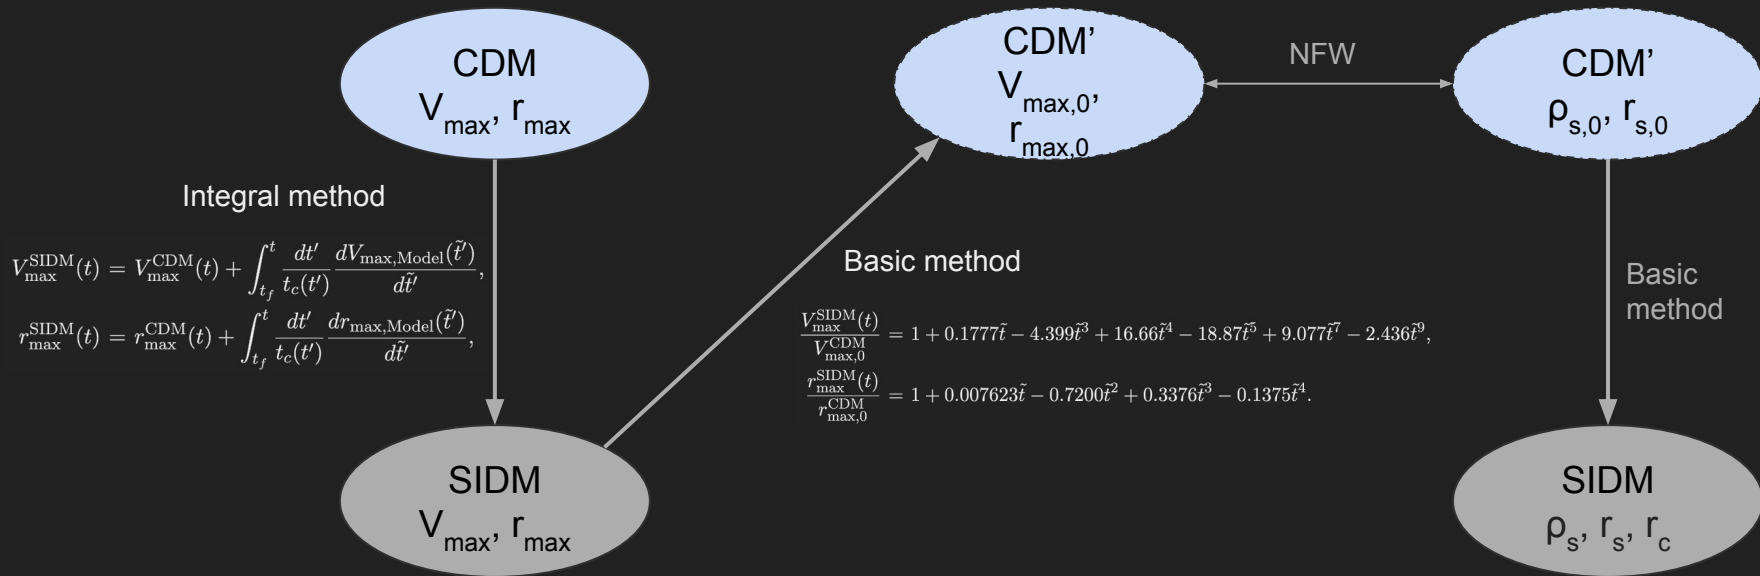 CDM
V_max, r_max
CDM’
V_max,0,
r_max,0
NFW
CDM’
ρ_s,0, r_s,0
Integral method
V_max^SIDM(t) = V_max^CDM(t) + ∫_{t_f}^{t} dt′/t_c(t′) dV_max,Model(t̃′)/dt̃′,
r_max^SIDM(t) = r_max^CDM(t) + ∫_{t_f}^{t} dt′/t_c(t′) dr_max,Model(t̃′)/dt̃′,
Basic method
V_max^SIDM(t)/V_max,0^CDM = 1 + 0.1777t̃ − 4.399t̃^3 + 16.66t̃^4 − 18.87t̃^5 + 9.077t̃^7 − 2.436t̃^9,
r_max^SIDM(t)/r_max,0^CDM = 1 + 0.007623t̃ − 0.7200t̃^2 + 0.3376t̃^3 − 0.1375t̃^4.
Basic
method
SIDM
V_max, r_max
SIDM
ρ_s, r_s, r_c